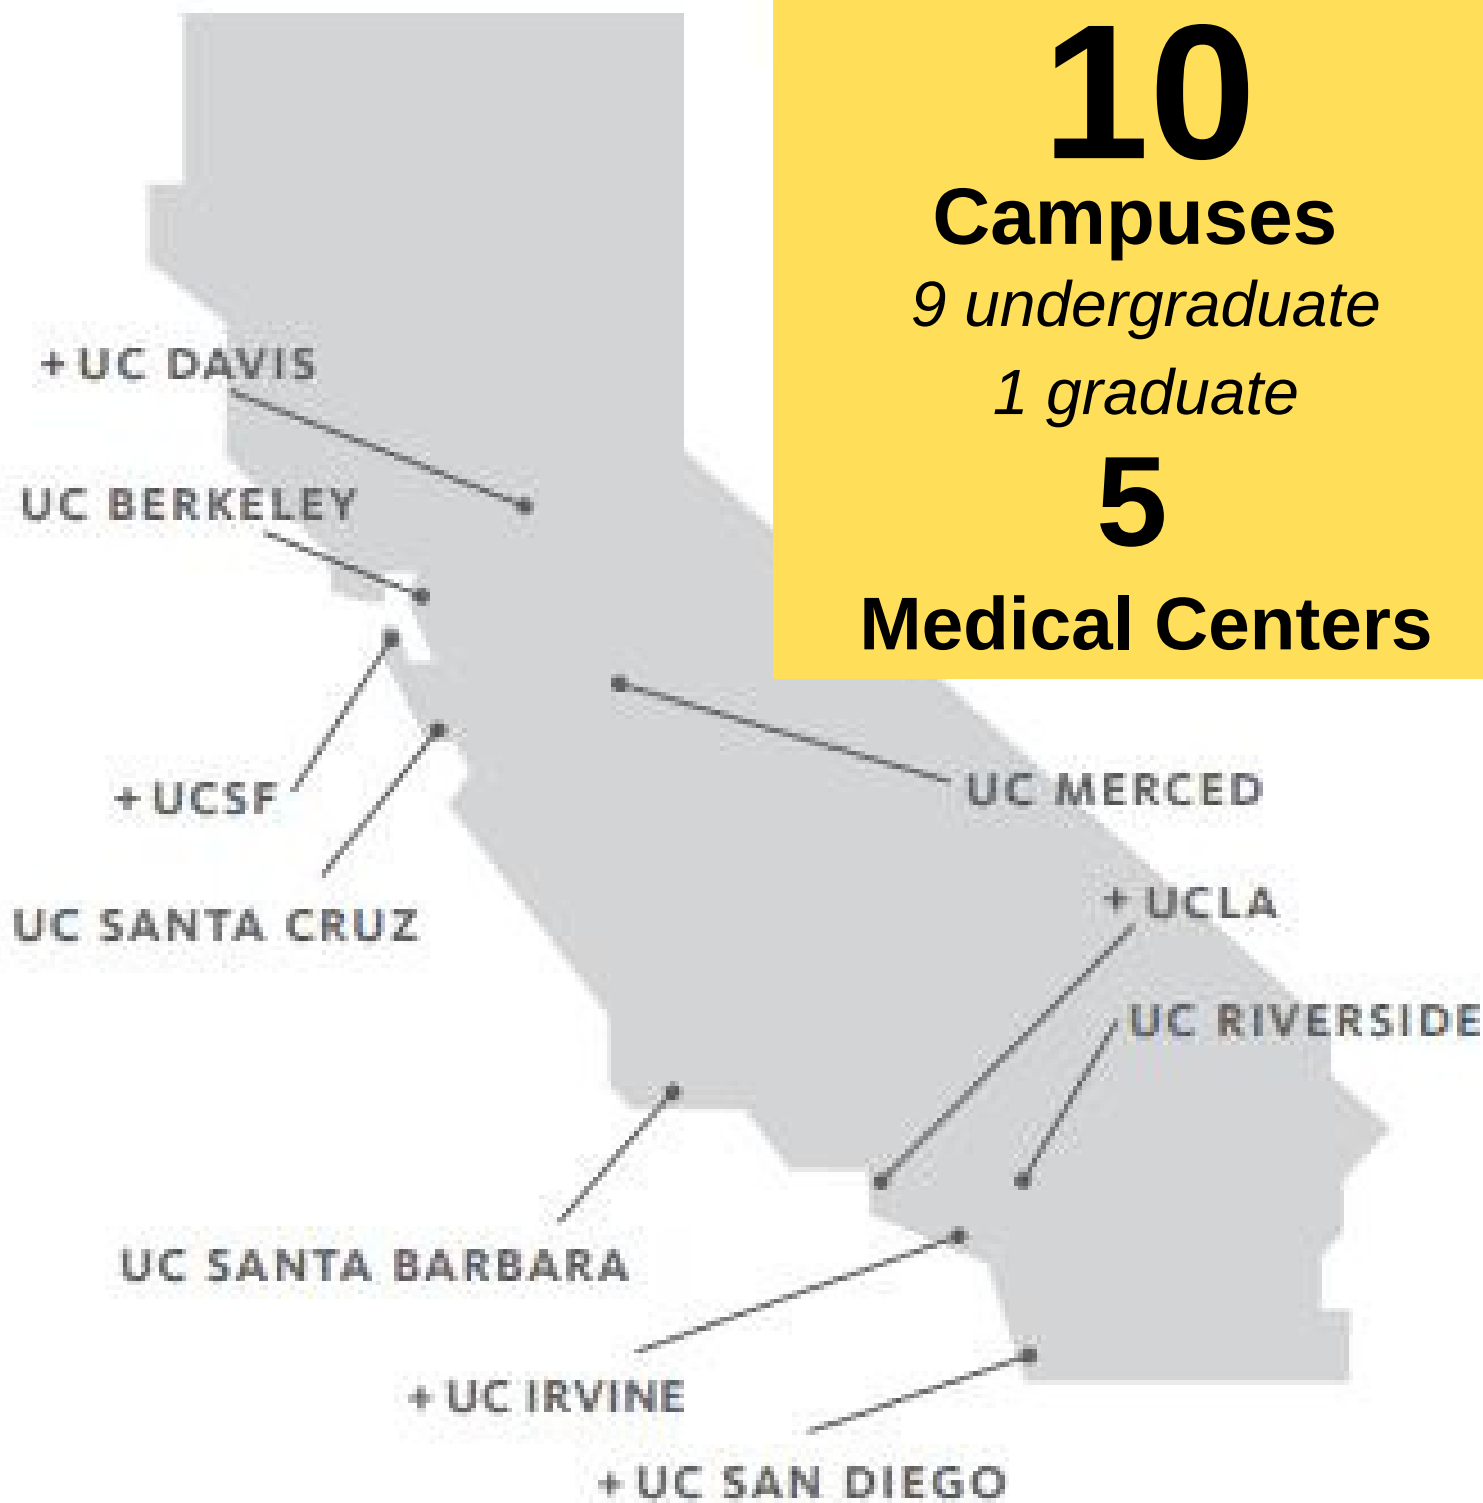 10
Campuses
9 undergraduate
1 graduate
5
Medical Centers
+ UC DAVIS
UC BERKELEY
+ UCSF
UC SANTA CRUZ
UC MERCED
+ UCLA
UC RIVERSIDE
UC SANTA BARBARA
+ UC IRVINE
+ UC SAN DIEGO